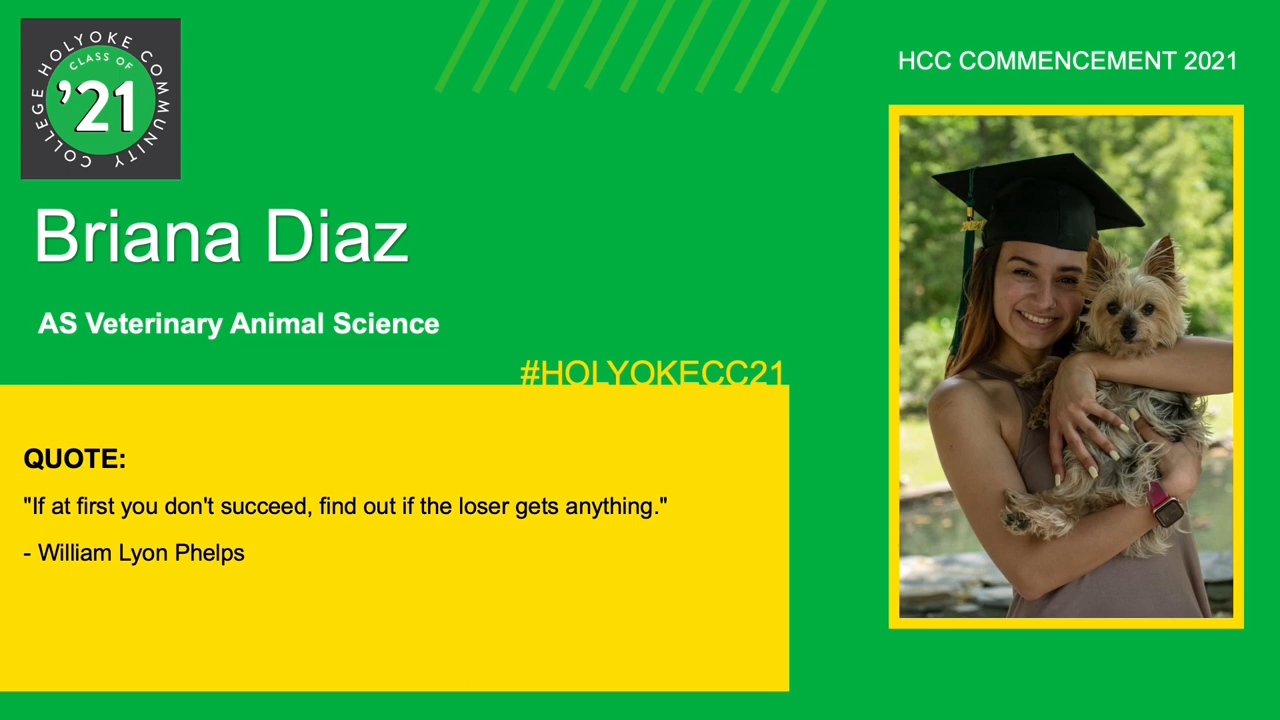 HOLYOKE COMMUNITY COLLEGE
CLASS OF
’21
HCC COMMENCEMENT 2021
2021
Briana Diaz
AS Veterinary Animal Science
#HOLYOKECC21
QUOTE:
"If at first you don't succeed, find out if the loser gets anything."
- William Lyon Phelps